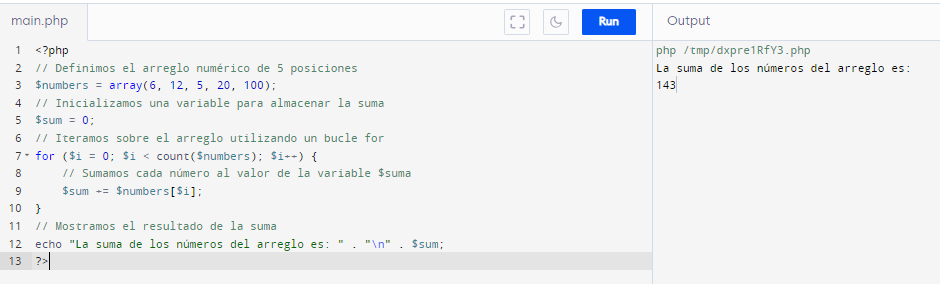 main.php
Run
Output
1 <?php
2 // Definimos el arreglo numérico de 5 posiciones
3 $numbers = array(6, 12, 5, 20, 100);
4 // Inicializamos una variable para almacenar la suma
5 $sum = 0;
6 // Iteramos sobre el arreglo utilizando un bucle for
7 for ($i = 0; $i < count($numbers); $i++) {
8 // Sumamos cada número al valor de la variable $suma
9 $sum += $numbers[$i];
10 }
11 // Mostramos el resultado de la suma
12 echo "La suma de los números del arreglo es: " . "\n" . $sum;
13 ?>
php /tmp/dxpre1RfY3.php
La suma de los números del arreglo es:
143